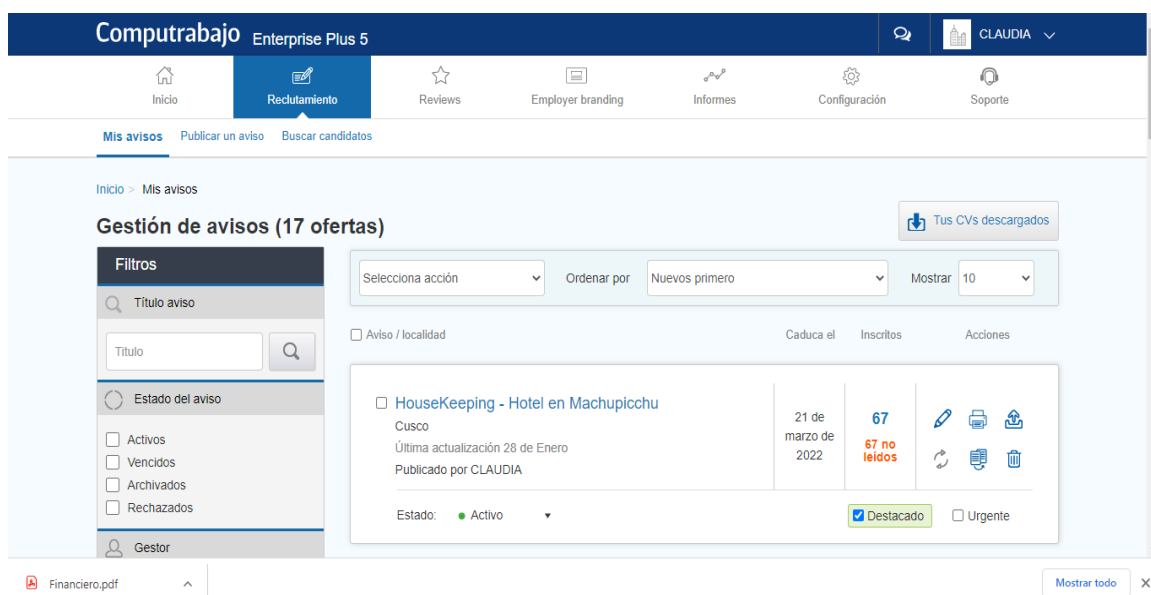 Computrabajo Enterprise Plus 5
CLAUDIA
Inicio
Reclutamiento
Reviews
Employer branding
Informes
Configuración
Soporte
Mis avisos Publicar un aviso Buscar candidatos
Inicio > Mis avisos
Gestión de avisos (17 ofertas)
Tus CVs descargados
Filtros
Título aviso
Titulo
Estado del aviso
Activos
Vencidos
Archivados
Rechazados
Gestor
Selecciona acción Ordenar por Nuevos primero Mostrar 10
Aviso / localidad Caduca el Inscritos Acciones
HouseKeeping - Hotel en Machupicchu
Cusco
Última actualización 28 de Enero
Publicado por CLAUDIA
21 de
marzo de
2022
67
67 no
leídos
Estado: Activo
Destacado
Urgente
Financiero.pdf
Mostrar todo